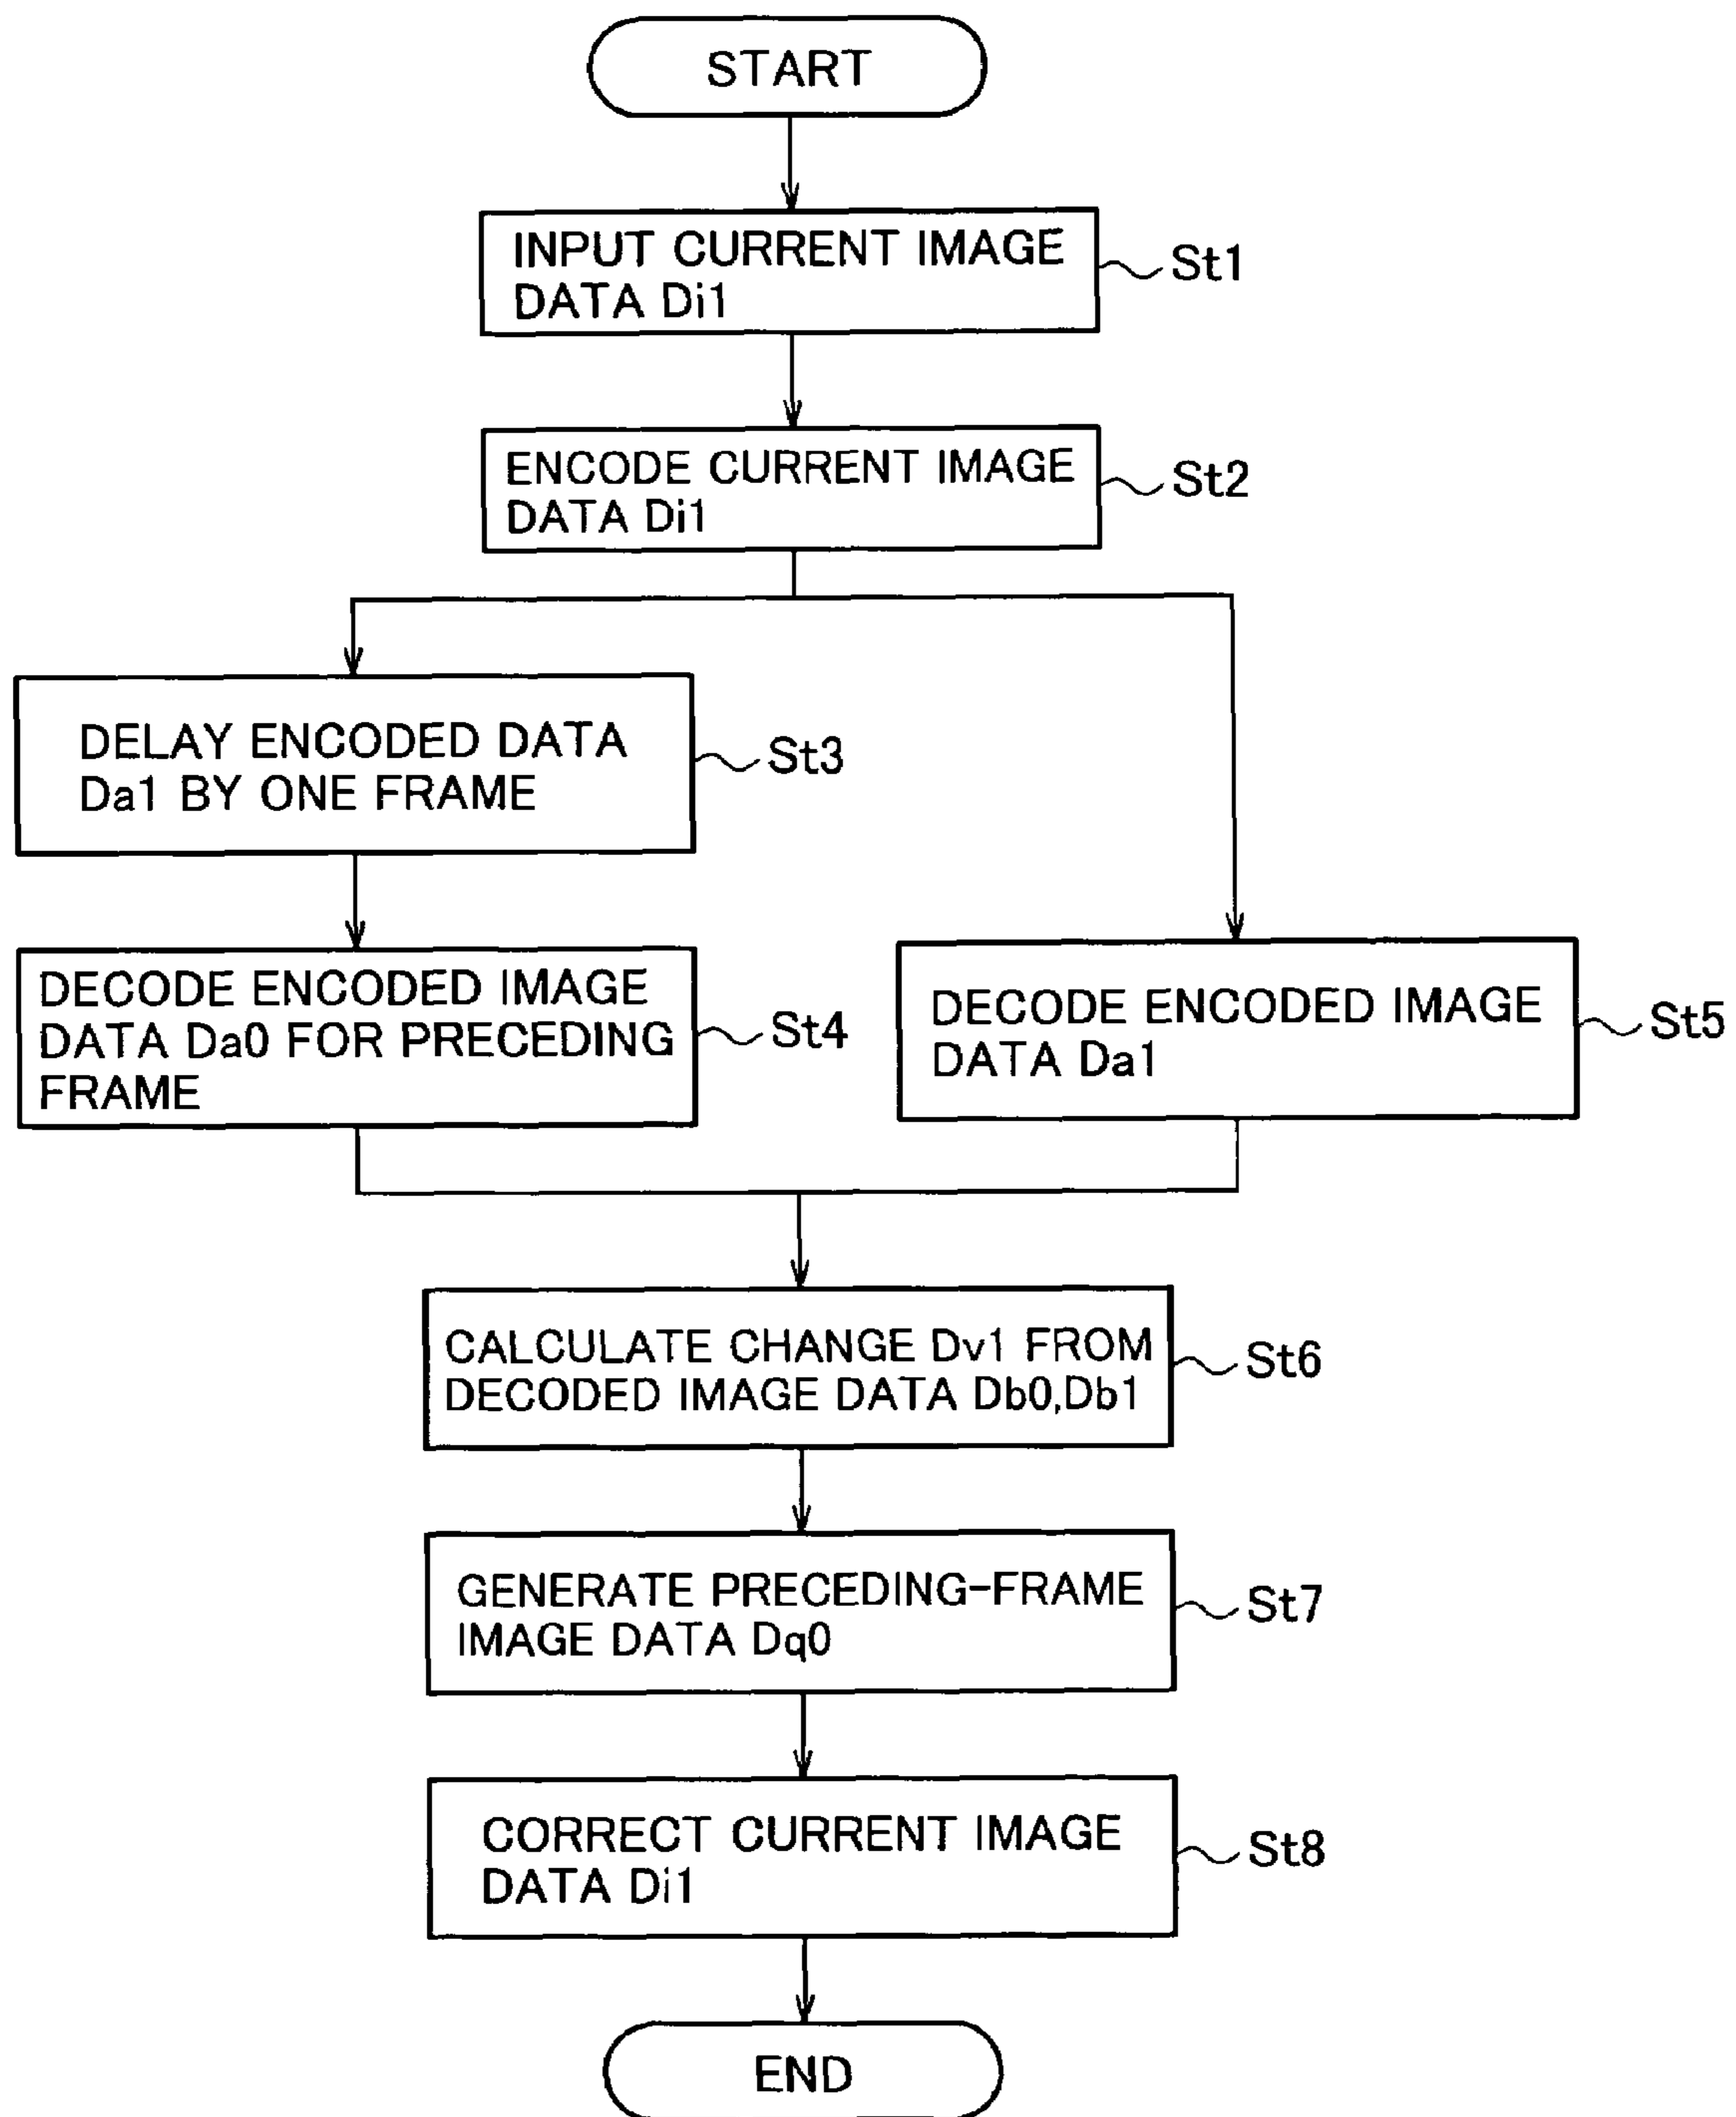 START
INPUT CURRENT IMAGE
DATA Di1
St1
ENCODE CURRENT IMAGE
DATA Di1
St2
DELAY ENCODED DATA
Da1 BY ONE FRAME
St3
DECODE ENCODED IMAGE
DATA Da0 FOR PRECEDING
FRAME
St4
DECODE ENCODED IMAGE
DATA Da1
St5
CALCULATE CHANGE Dv1 FROM
DECODED IMAGE DATA Db0,Db1
St6
GENERATE PRECEDING-FRAME
IMAGE DATA Dq0
St7
CORRECT CURRENT IMAGE
DATA Di1
St8
END